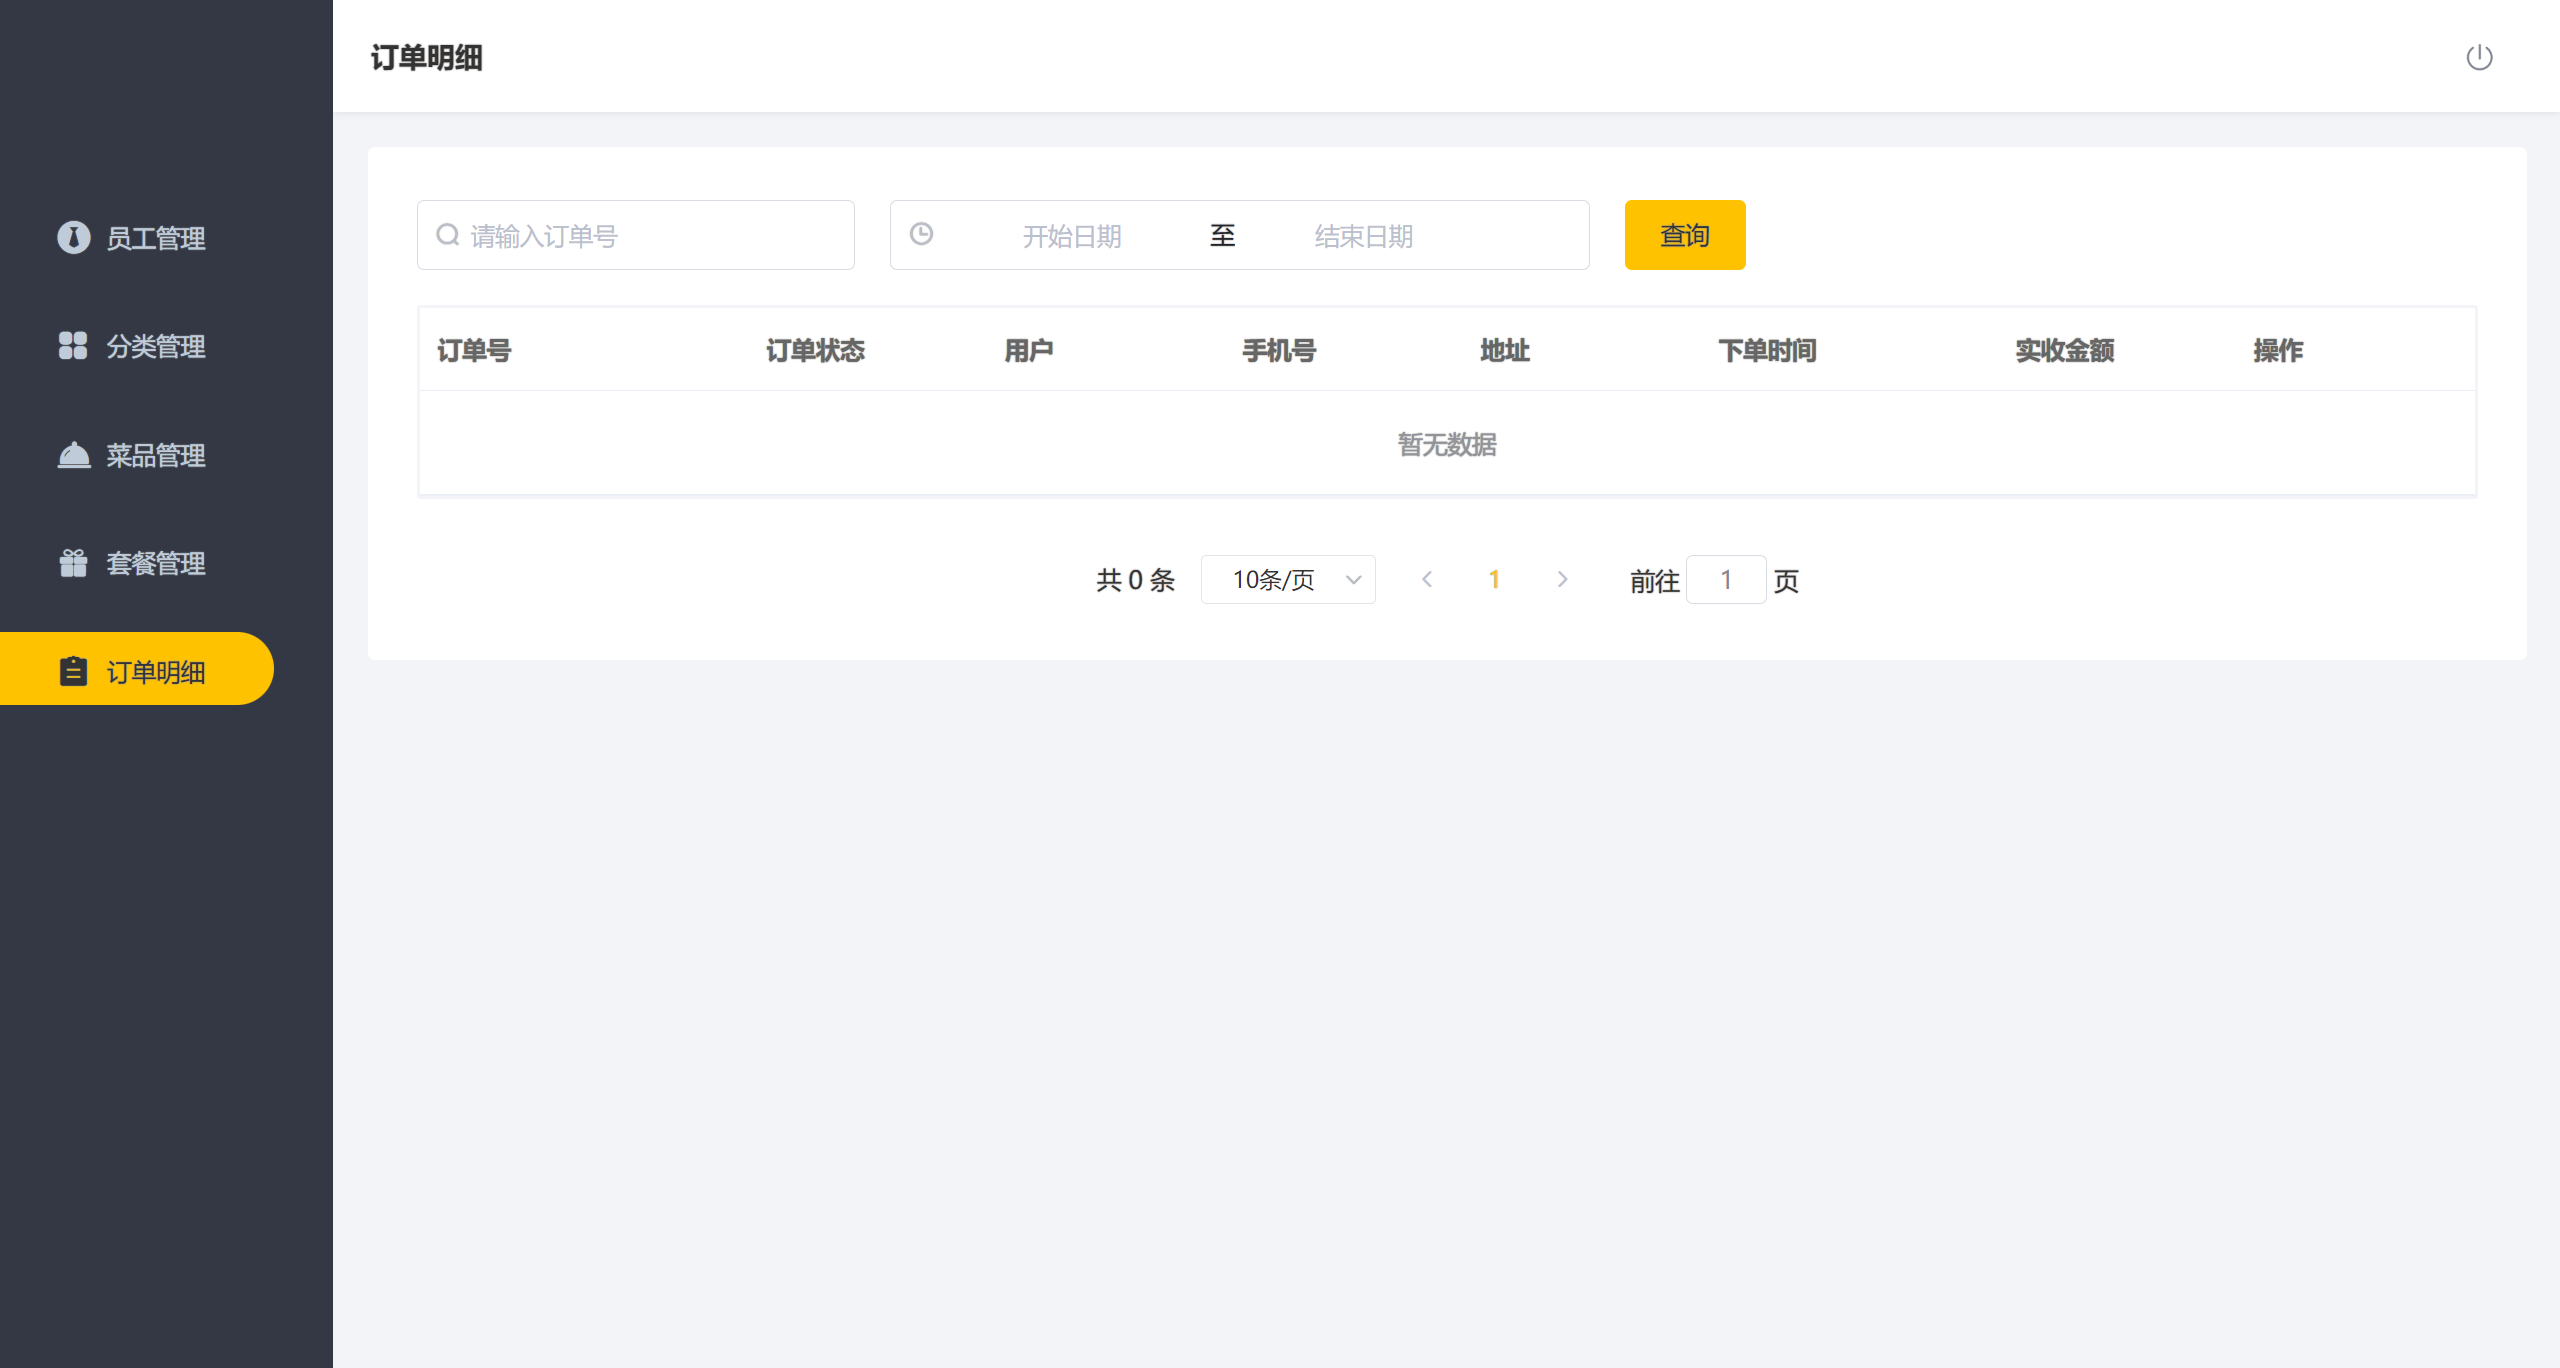 订单明细
员工管理
分类管理
菜品管理
套餐管理
订单明细
请输入订单号 开始日期 至 结束日期 查询
订单号 订单状态 用户 手机号 地址 下单时间 实收金额 操作
暂无数据
共 0 条 10条/页 1 前往 1 页